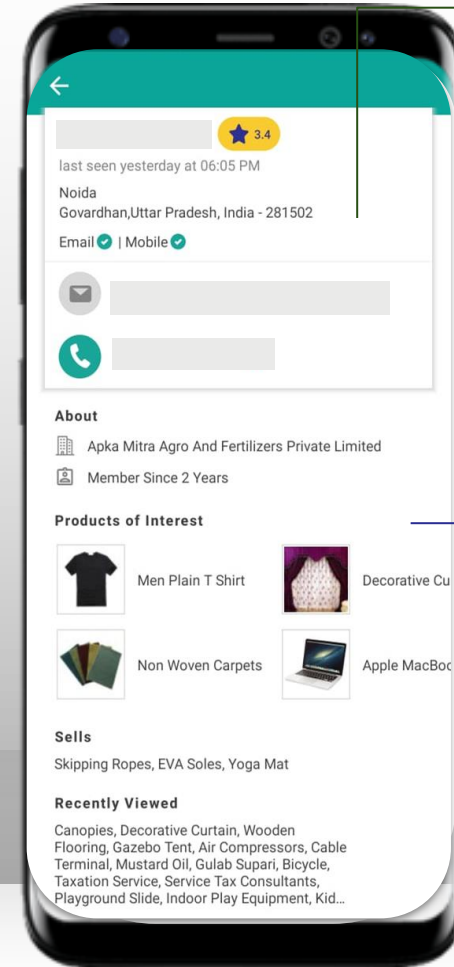 3.4
last seen yesterday at 06:05 PM
Noida
Govardhan,Uttar Pradesh, India - 281502
Email | Mobile
About
Apka Mitra Agro And Fertilizers Private Limited
Member Since 2 Years
Products of Interest
Men Plain T Shirt
Decorative Cu
Non Woven Carpets
Apple MacBoo
Sells
Skipping Ropes, EVA Soles, Yoga Mat
Recently Viewed
Canopies, Decorative Curtain, Wooden
Flooring, Gazebo Tent, Air Compressors, Cable
Terminal, Mustard Oil, Gulab Supari, Bicycle,
Taxation Service, Service Tax Consultants,
Playground Slide, Indoor Play Equipment, Kid...